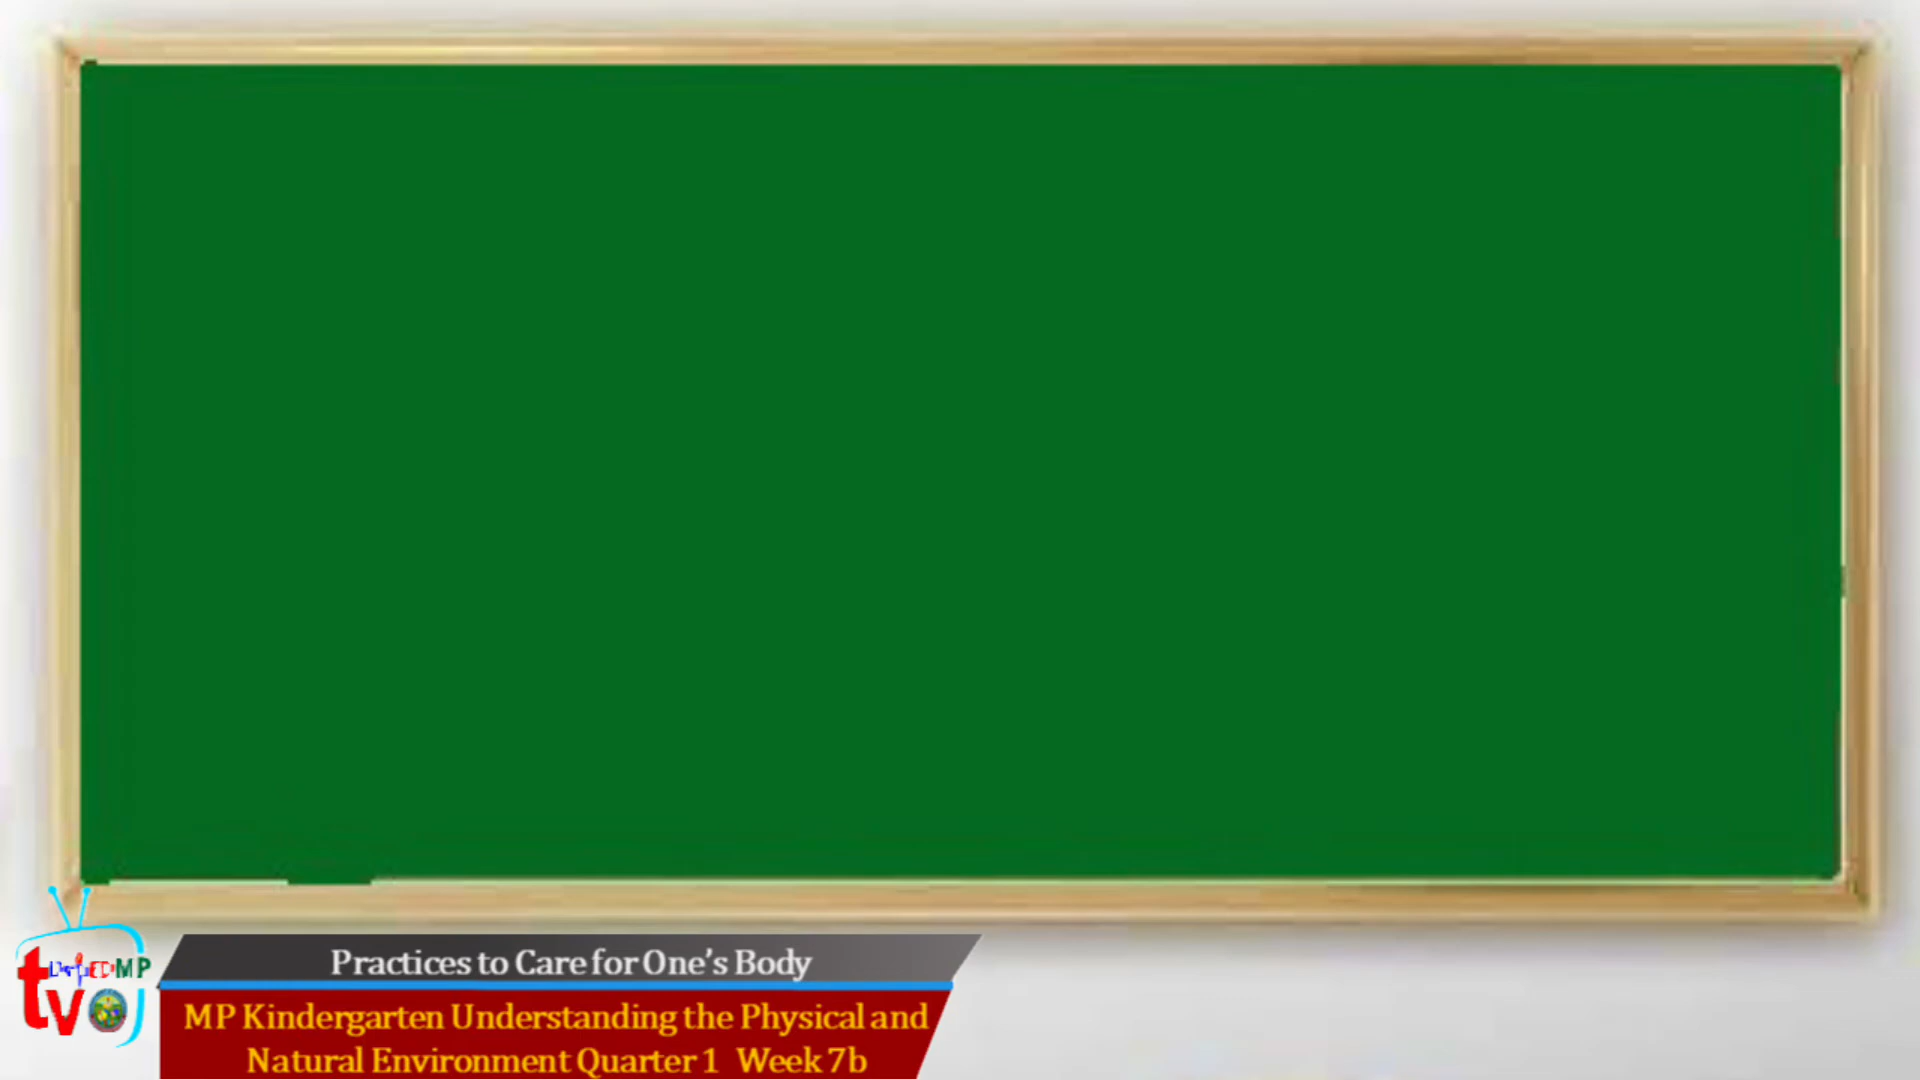 Practices to Care for One's Body
MP Kindergarten Understanding the Physical and
Natural Environment Quarter 1 Week 7b
DepEd MP
tv